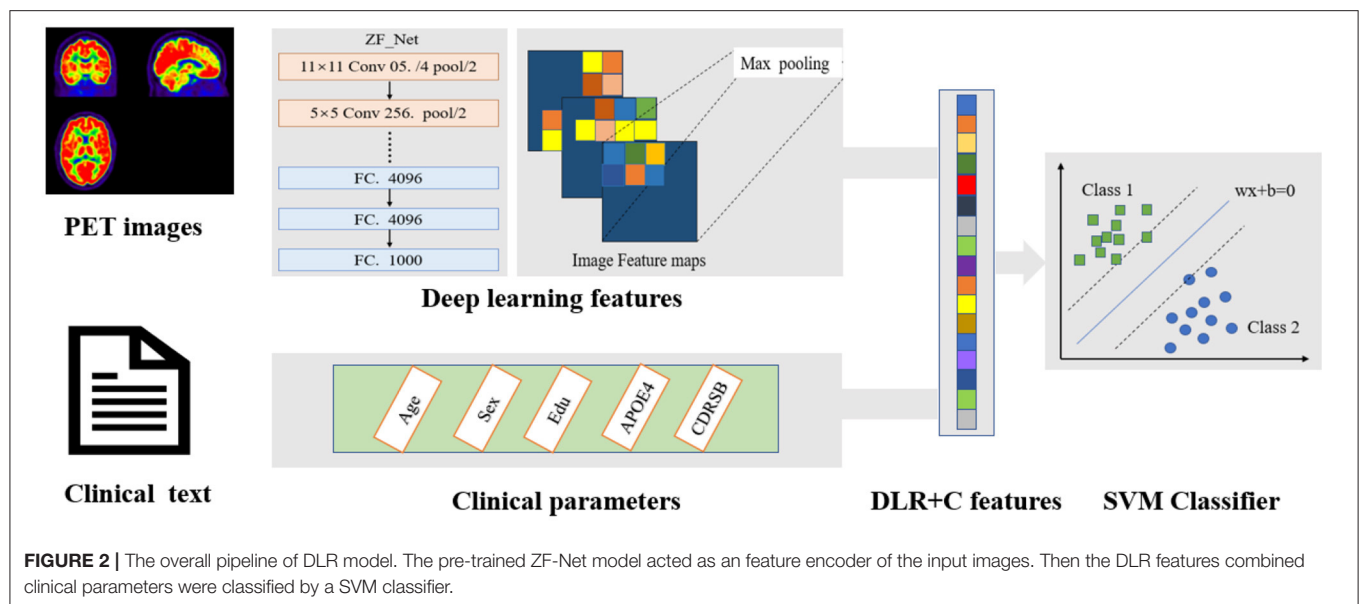 ZF_Net
11×11 Conv 05. /4 pool/2
5×5 Conv 256. pool/2
FC. 4096
FC. 4096
FC. 1000
Max pooling
Image Feature maps
PET images
Deep learning features
Clinical text
Age
Sex
Edu
APOE4
CDRSB
Clinical parameters
DLR+C features
Class 1
wx+b=0
Class 2
SVM Classifier
FIGURE 2 | The overall pipeline of DLR model. The pre-trained ZF-Net model acted as an feature encoder of the input images. Then the DLR features combined
clinical parameters were classified by a SVM classifier.